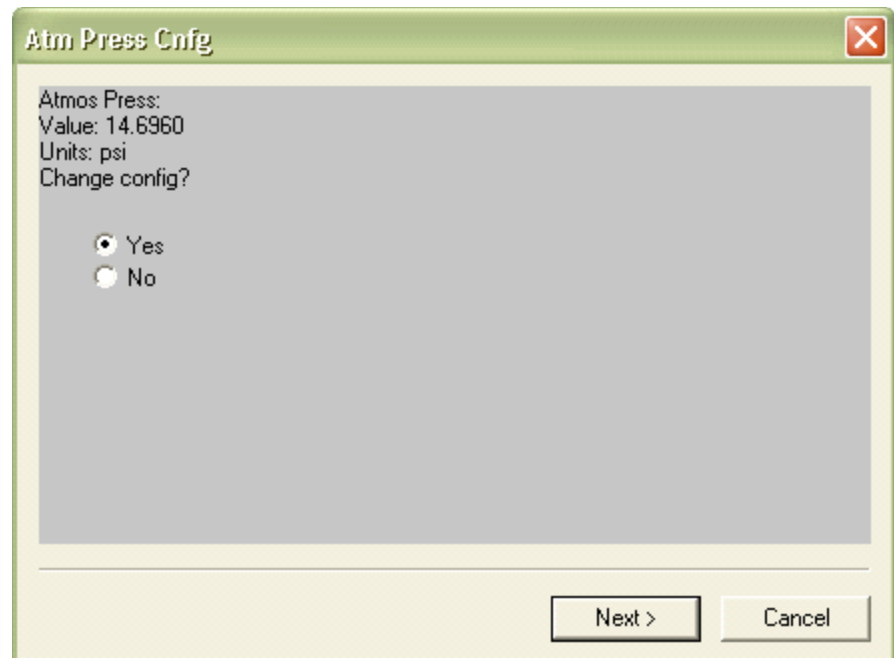 Atm Press Cnfg
Atmos Press:
Value: 14.6960
Units: psi
Change config?
Yes
No
Next >
Cancel